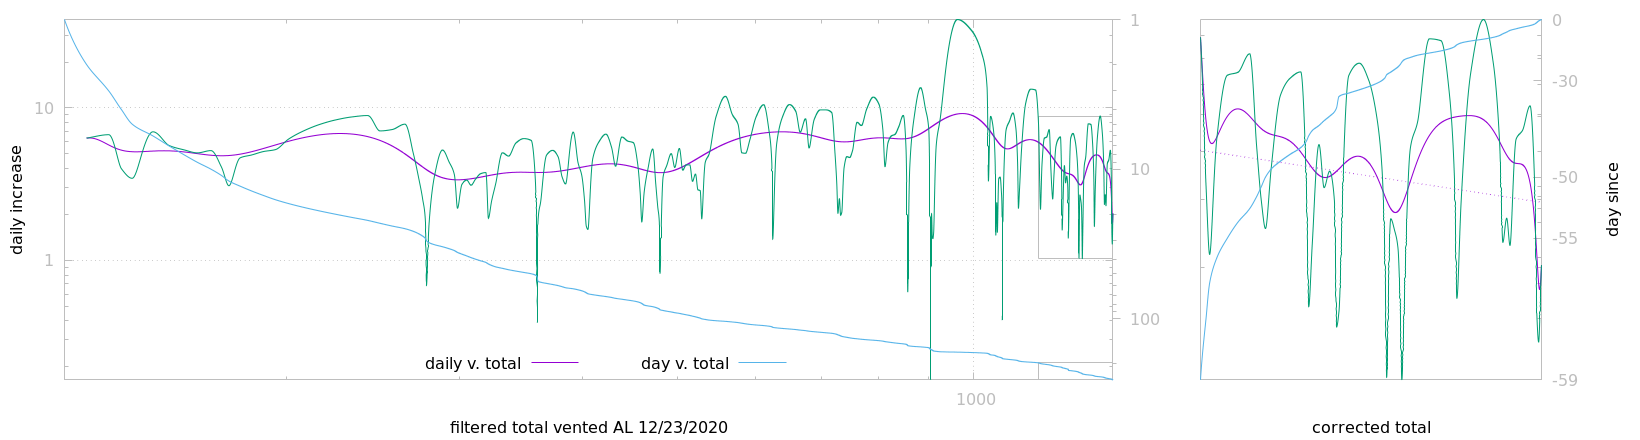 daily increase
10
1
daily v. total
day v. total
1000
filtered total vented AL 12/23/2020
1
10
100
0
-30
-50
-55
-59
day since
corrected total